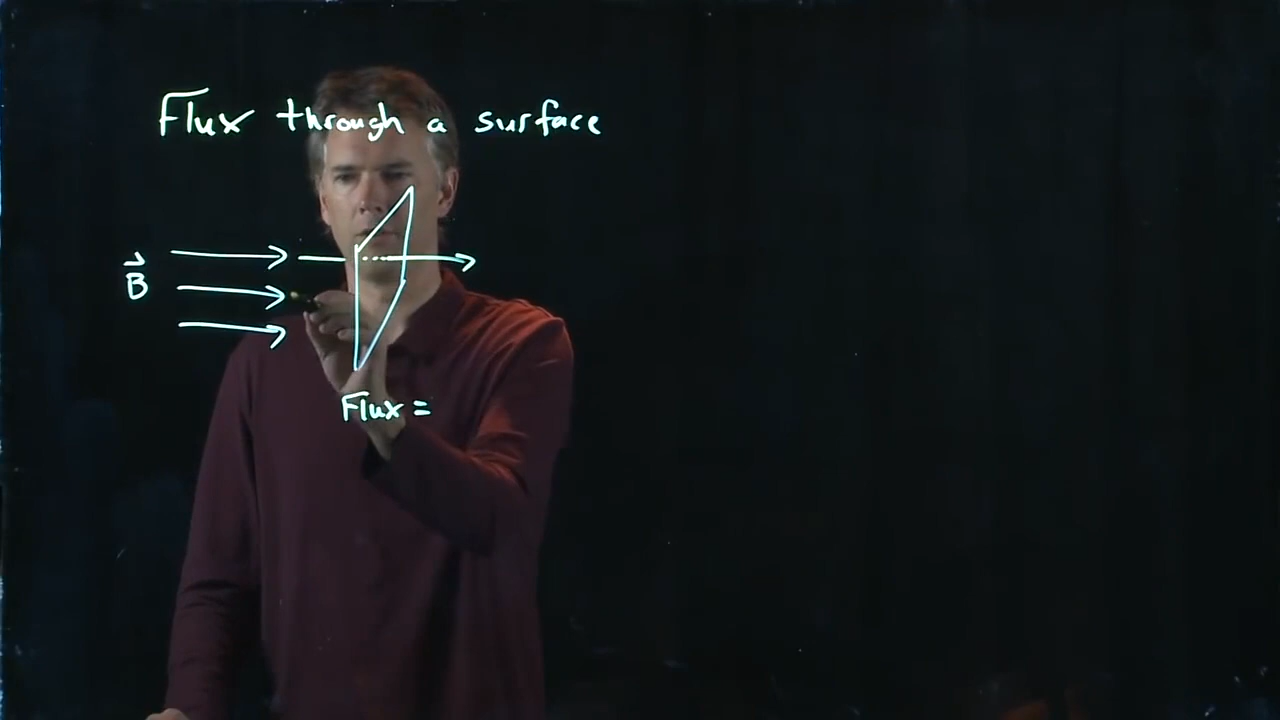 Flux through a surface
B⃗
Flux =